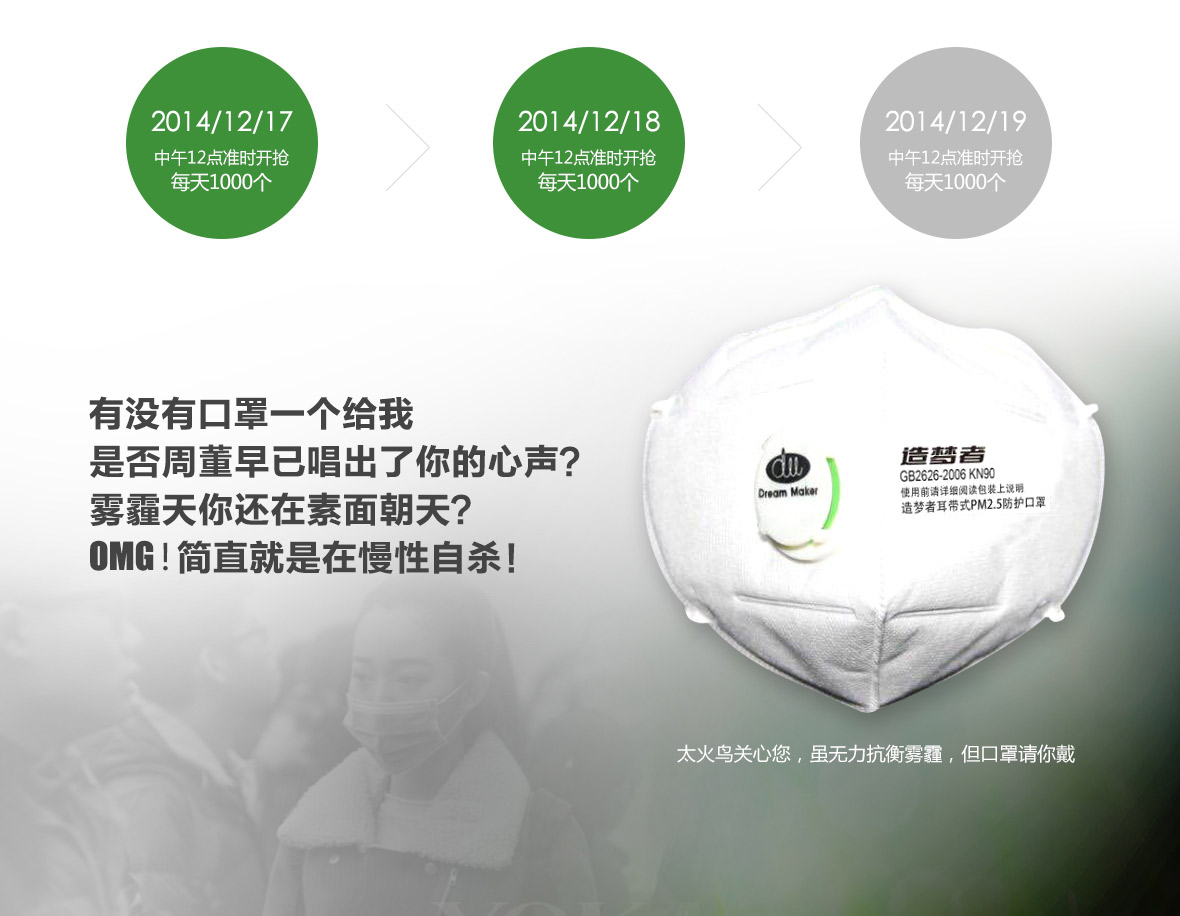 2014/12/17
中午12点准时开抢
每天1000个
2014/12/18
中午12点准时开抢
每天1000个
2014/12/19
中午12点准时开抢
每天1000个
有没有口罩一个给我
是否周董早已唱出了你的心声?
雾霾天你还在素面朝天?
OMG!简直就是在慢性自杀!
du
Dream Maker
造梦者
GB2626-2006 KN90
使用前请详细阅读包装上说明
造梦者耳带式PM2.5防护口罩
太火鸟关心您，虽无力抗衡雾霾，但口罩请你戴